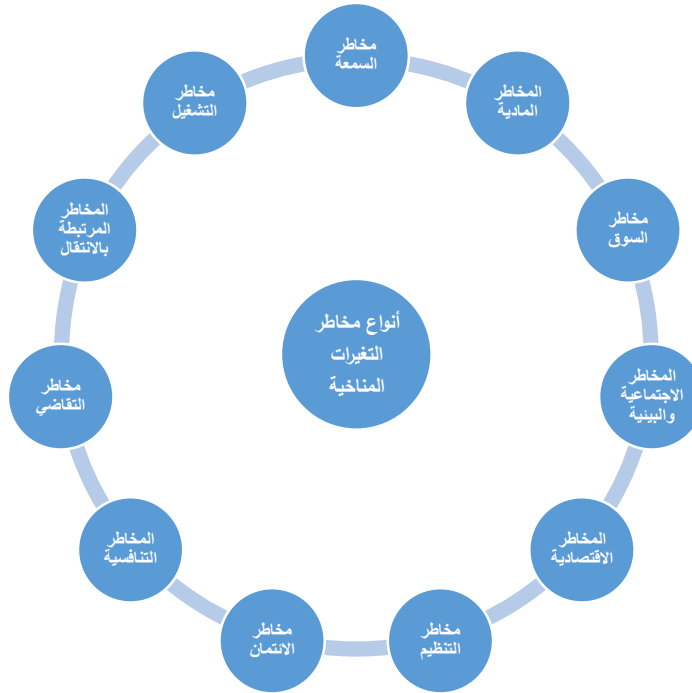 أنواع مخاطر
التغيرات
المناخية
مخاطر
السمعة
المخاطر
المادية
مخاطر
السوق
المخاطر
الاجتماعية
والبيئية
المخاطر
الاقتصادية
مخاطر
التنظيم
مخاطر
الائتمان
المخاطر
التنافسية
مخاطر
التقاضي
المخاطر
المرتبطة
بالانتقال
مخاطر
التشغيل